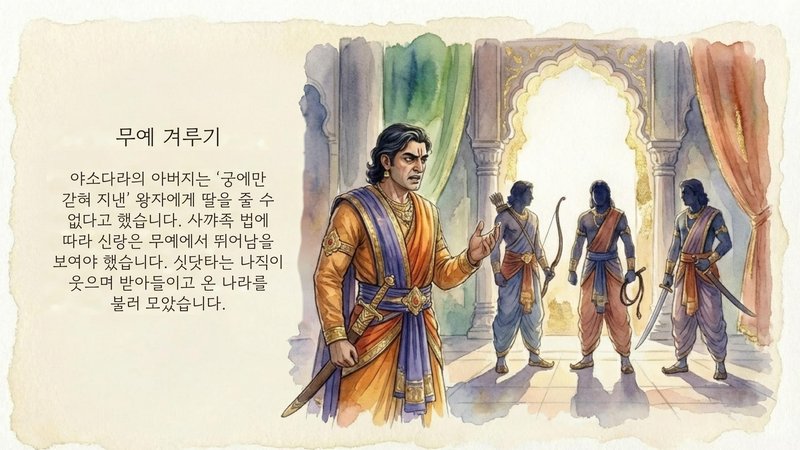 무예 겨루기
야소다라의 아버지는 ‘궁에만
갇혀 지낸’ 왕자에게 딸을 줄 수
없다고 했습니다. 사꺄족 법에
따라 신랑은 무예에서 뛰어남을
보여야 했습니다. 싯닷타는 나직이
웃으며 받아들이고 온 나라를
불러 모았습니다.